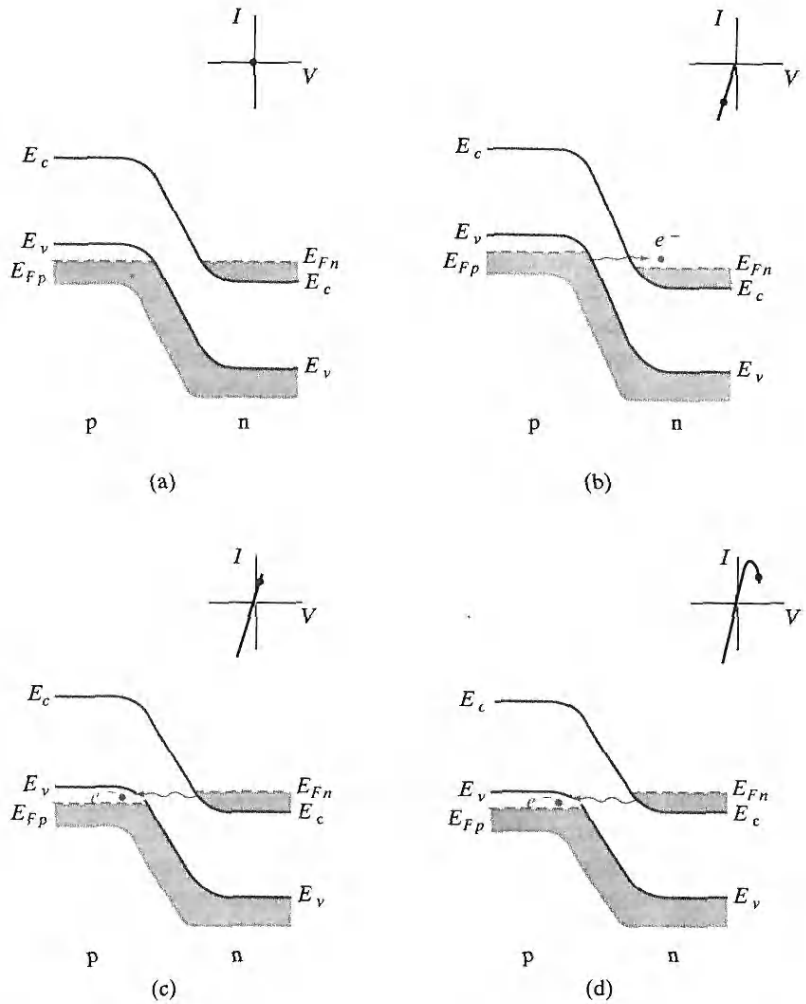 I
V
E_c
E_v
E_Fp
E_Fn
E_c
E_v
p n
(a)
I
V
E_c
E_v
E_Fp
e^-
E_Fn
E_c
E_v
p n
(b)
I
V
E_c
E_v
e^-
E_Fp
E_Fn
E_c
E_v
p n
(c)
I
V
E_c
E_v
e^-
E_Fp
E_Fn
E_c
E_v
p n
(d)